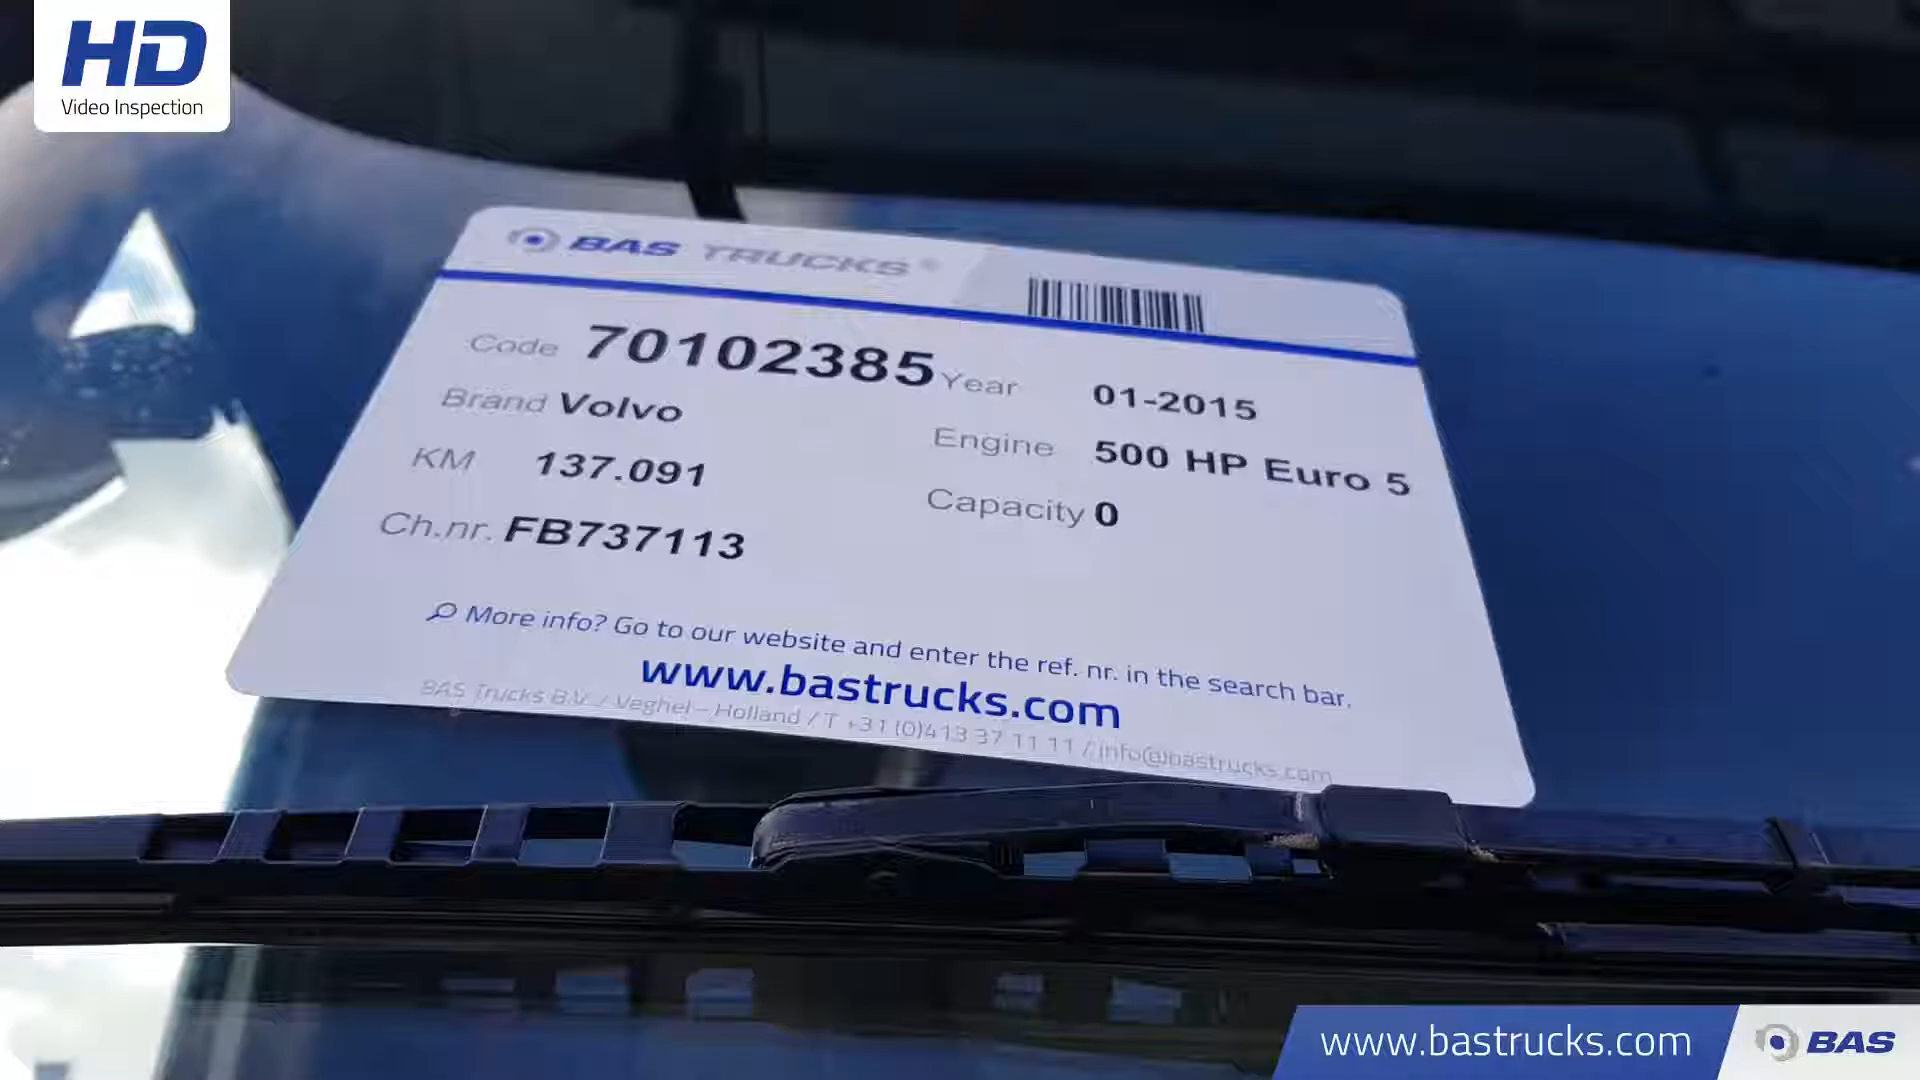 HD
Video Inspection
BAS TRUCKS®
Code 70102385
Year 01-2015
Brand Volvo
Engine 500 HP Euro 5
KM 137.091
Capacity 0
Ch.nr. FB737113
More info? Go to our website and enter the ref. nr. in the search bar.
www.bastrucks.com
BAS Trucks B.V. / Veghel – Holland / T +31 (0)413 37 11 11 / info@bastrucks.com
www.bastrucks.com
BAS